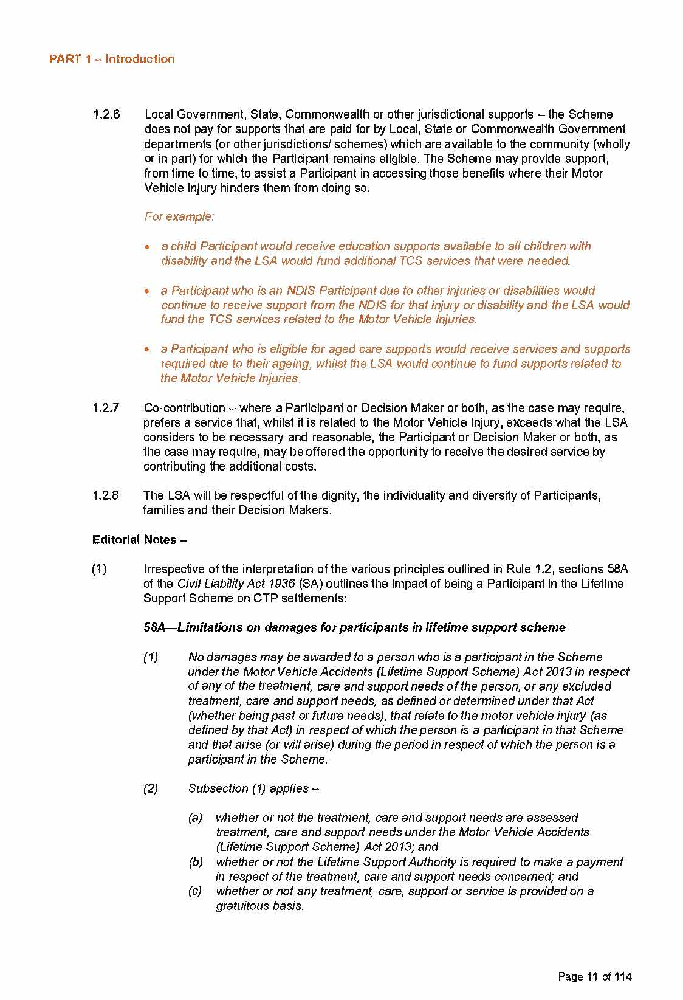 PART 1 – Introduction
1.2.6 Local Government, State, Commonwealth or other jurisdictional supports – the Scheme
does not pay for supports that are paid for by Local, State or Commonwealth Government
departments (or other jurisdictions/ schemes) which are available to the community (wholly
or in part) for which the Participant remains eligible. The Scheme may provide support,
from time to time, to assist a Participant in accessing those benefits where their Motor
Vehicle Injury hinders them from doing so.
For example:
• a child Participant would receive education supports available to all children with
disability and the LSA would fund additional TCS services that were needed.
• a Participant who is an NDIS Participant due to other injuries or disabilities would
continue to receive support from the NDIS for that injury or disability and the LSA would
fund the TCS services related to the Motor Vehicle Injuries.
• a Participant who is eligible for aged care supports would receive services and supports
required due to their ageing, whilst the LSA would continue to fund supports related to
the Motor Vehicle Injuries.
1.2.7 Co-contribution – where a Participant or Decision Maker or both, as the case may require,
prefers a service that, whilst it is related to the Motor Vehicle Injury, exceeds what the LSA
considers to be necessary and reasonable, the Participant or Decision Maker or both, as
the case may require, may be offered the opportunity to receive the desired service by
contributing the additional costs.
1.2.8 The LSA will be respectful of the dignity, the individuality and diversity of Participants,
families and their Decision Makers.
Editorial Notes –
(1) Irrespective of the interpretation of the various principles outlined in Rule 1.2, sections 58A
of the Civil Liability Act 1936 (SA) outlines the impact of being a Participant in the Lifetime
Support Scheme on CTP settlements:
58A—Limitations on damages for participants in lifetime support scheme
(1) No damages may be awarded to a person who is a participant in the Scheme
under the Motor Vehicle Accidents (Lifetime Support Scheme) Act 2013 in respect
of any of the treatment, care and support needs of the person, or any excluded
treatment, care and support needs, as defined or determined under that Act
(whether being past or future needs), that relate to the motor vehicle injury (as
defined by that Act) in respect of which the person is a participant in that Scheme
and that arise (or will arise) during the period in respect of which the person is a
participant in the Scheme.
(2) Subsection (1) applies –
(a) whether or not the treatment, care and support needs are assessed
treatment, care and support needs under the Motor Vehicle Accidents
(Lifetime Support Scheme) Act 2013; and
(b) whether or not the Lifetime Support Authority is required to make a payment
in respect of the treatment, care and support needs concerned; and
(c) whether or not any treatment, care, support or service is provided on a
gratuitous basis.
Page 11 of 114